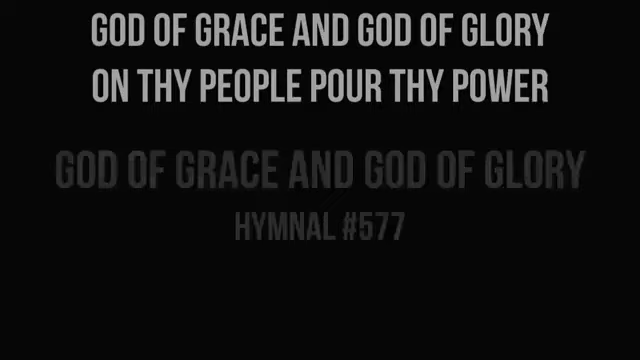 GOD OF GRACE AND GOD OF GLORY
ON THY PEOPLE POUR THY POWER
GOD OF GRACE AND GOD OF GLORY
HYMNAL #577